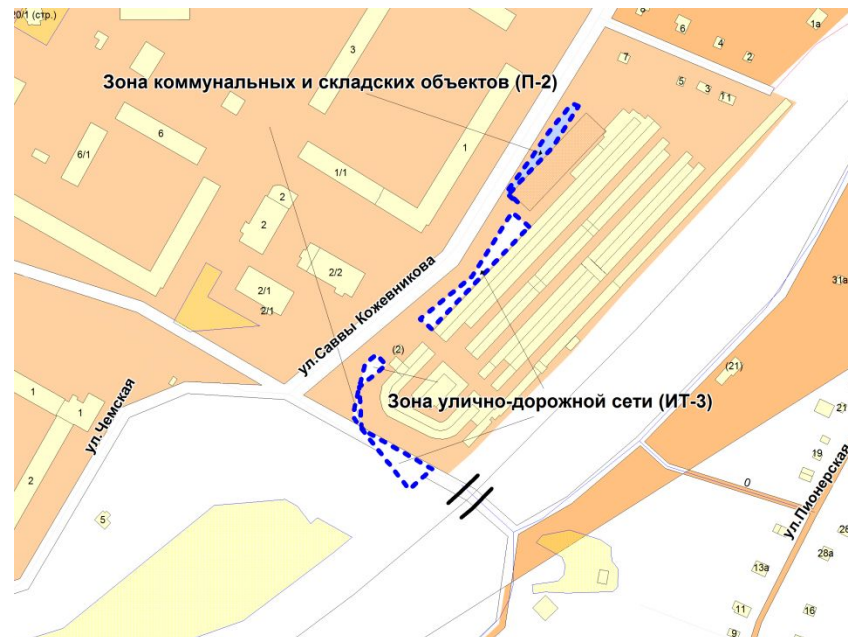 20/1 (стр.)
3
1а
6
4
2
7
5
3
11
Зона коммунальных и складских объектов (П-2)
6
6/1
1
1/1
2
2
2/2
2/1
2/1
31а
ул.Саввы Кожевникова
(2)
(21)
Зона улично-дорожной сети (ИТ-3)
1
1
ул.Чемская
2
21
19
0
ул.Пионерская
5
28а
13а
11
16
9